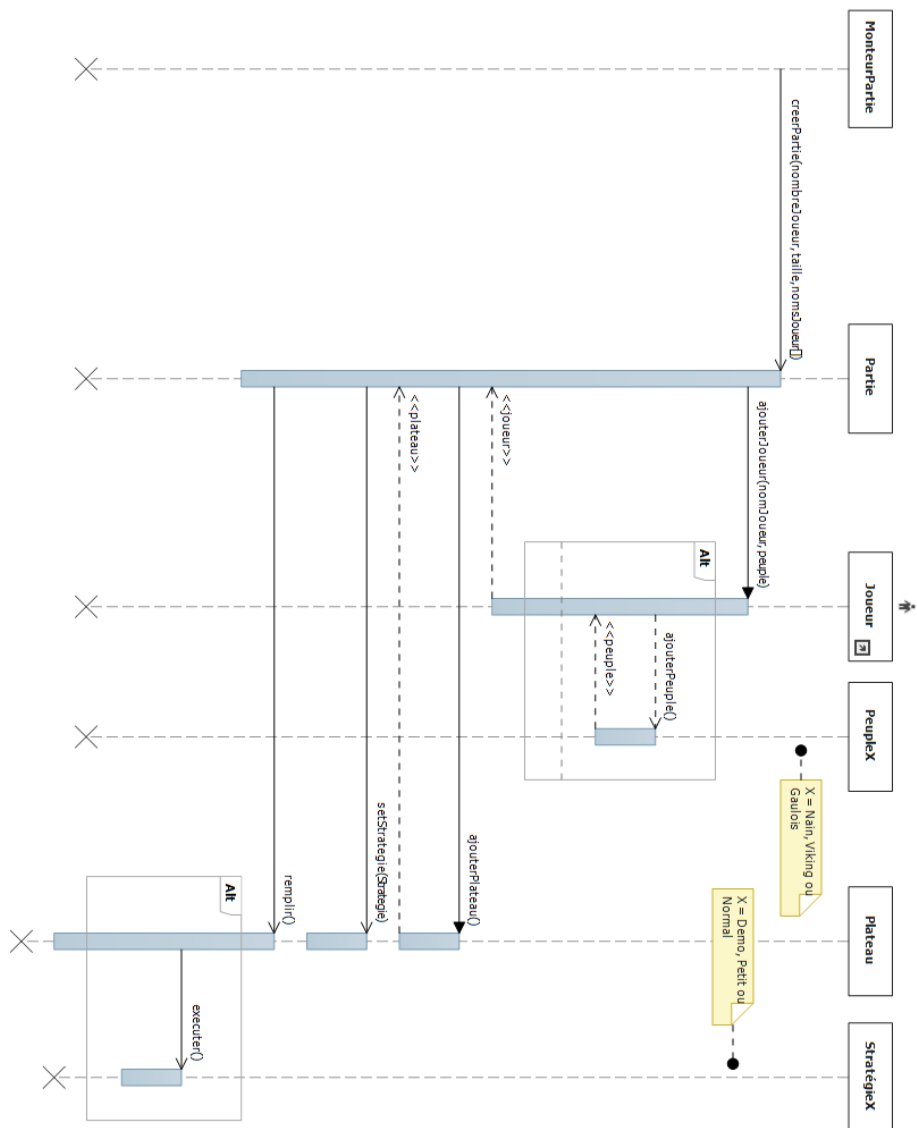 MonteurPartie
Partie
Joueur
PeupleX
Plateau
StratégieX
creerPartie(nombreJoueur, taille, nomsJoueur[])
ajouterJoueur(nomJoueur, peuple)
X = Nain, Viking ou
Gaulois
X = Demo, Petit ou
Normal
Alt
ajouterPeuple()
<<peuple>>
<<joueur>>
ajouterPlateau()
<<plateau>>
setStrategie(Strategie)
remplir()
Alt
executer()